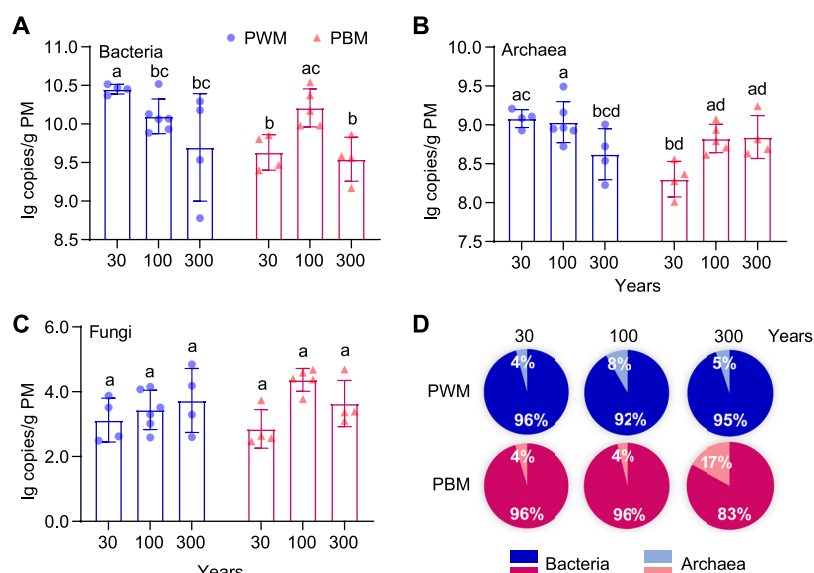 A
Bacteria
PWM
PBM
lg copies/g PM
11.0
10.5
10.0
9.5
9.0
8.5
a
bc
bc
b
ac
b
30
100
300
30
100
300
B
Archaea
lg copies/g PM
10.0
9.5
9.0
8.5
8.0
7.5
ac
a
bcd
bd
ad
ad
30
100
300
30
100
300
Years
C
Fungi
lg copies/g PM
6.0
4.0
2.0
0.0
a
a
a
a
a
a
30
100
300
30
100
300
Years
D
30
100
300
Years
PWM
4%
96%
8%
92%
5%
95%
PBM
4%
96%
4%
96%
17%
83%
Bacteria
Archaea